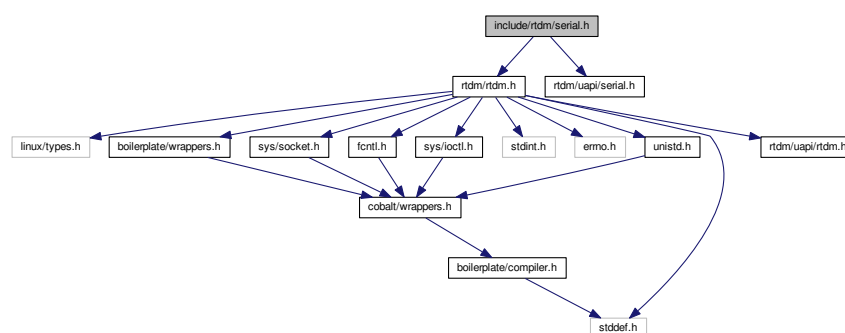 include/rtdm/serial.h
rtdm/rtdm.h
rtdm/uapi/serial.h
linux/types.h
boilerplate/wrappers.h
sys/socket.h
fcntl.h
sys/ioctl.h
stdint.h
errno.h
unistd.h
rtdm/uapi/rtdm.h
cobalt/wrappers.h
boilerplate/compiler.h
stddef.h